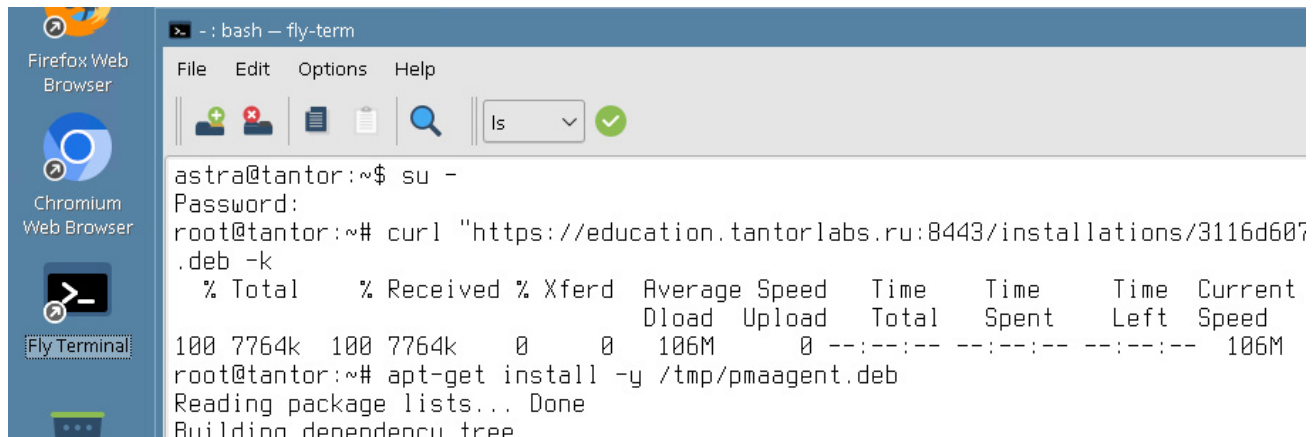 Firefox Web
Browser
Chromium
Web Browser
Fly Terminal
- : bash — fly-term
File Edit Options Help
ls
astra@tantor:~$ su -
Password:
root@tantor:~# curl "https://education.tantorlabs.ru:8443/installations/3116d607
.deb -k
% Total % Received % Xferd Average Speed Time Time Time Current
Dload Upload Total Spent Left Speed
100 7764k 100 7764k 0 0 106M 0 --:--:-- --:--:-- --:--:-- 106M
root@tantor:~# apt-get install -y /tmp/pmaagent.deb
Reading package lists... Done
Building dependency tree